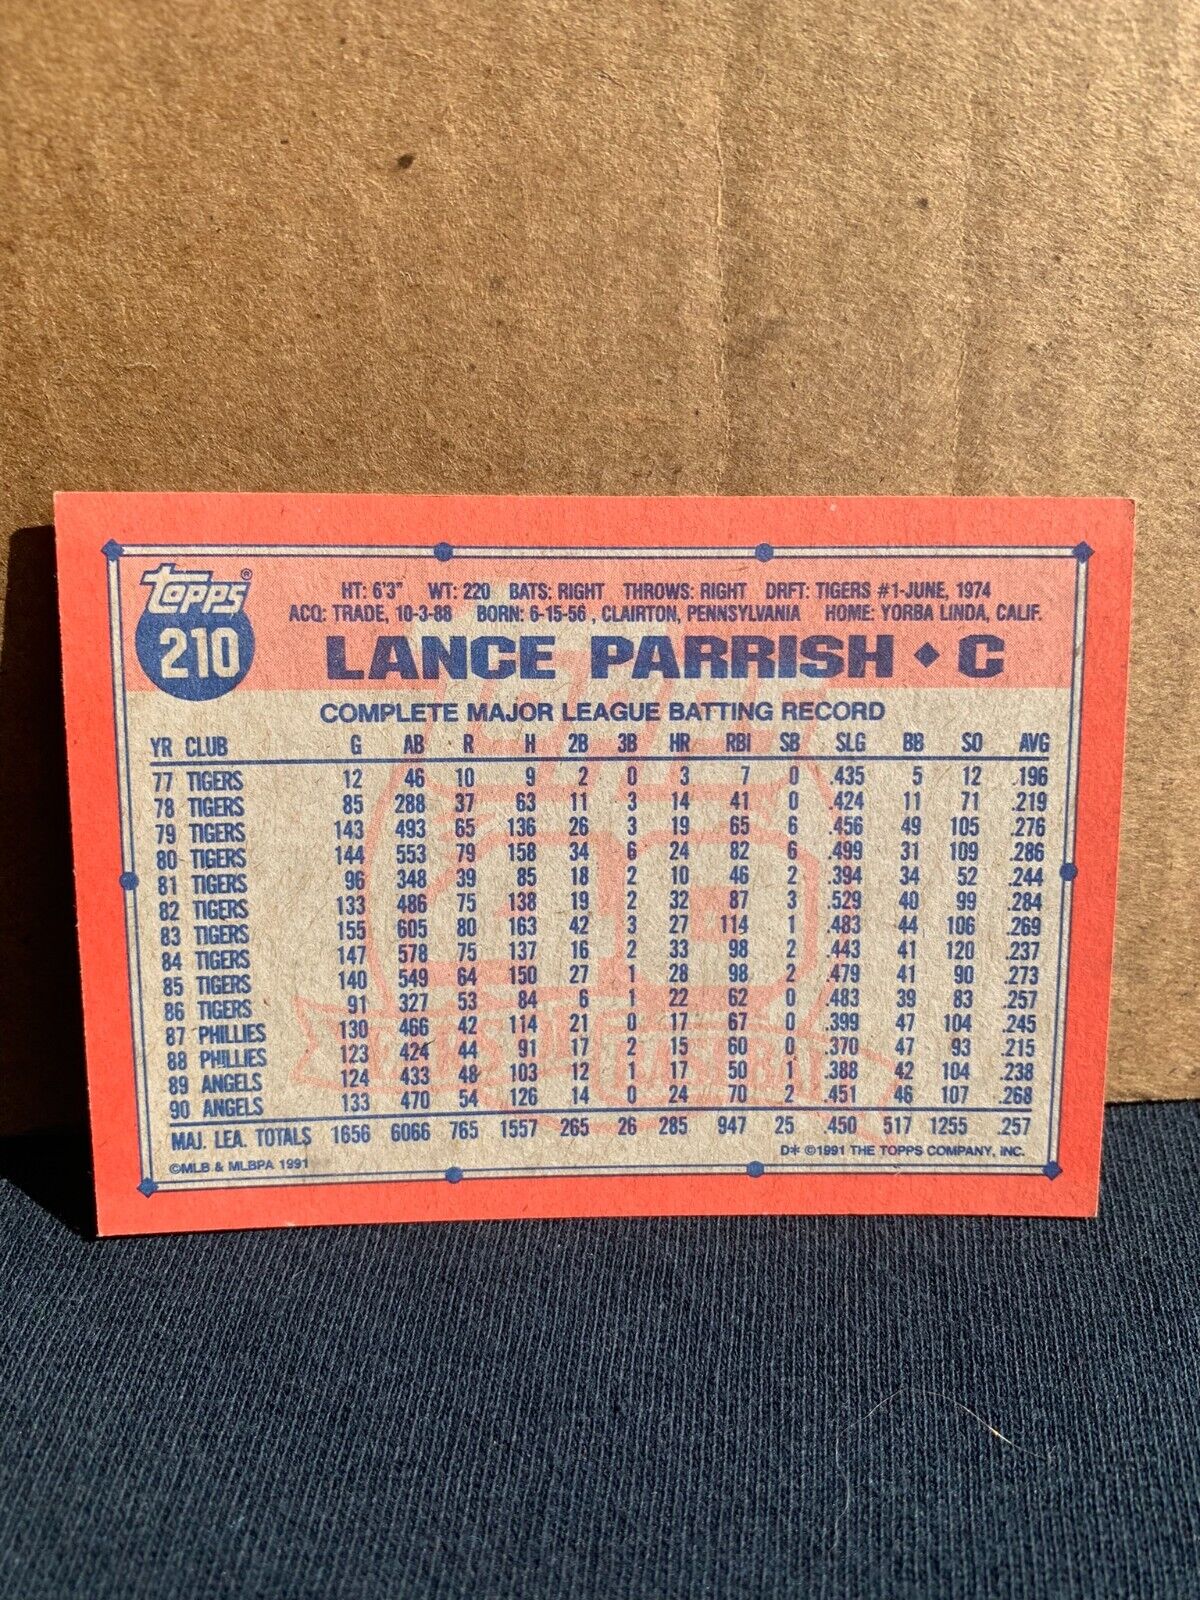 topps®
210
HT: 6'3" WT: 220 BATS: RIGHT THROWS: RIGHT DRFT: TIGERS #1-JUNE, 1974
ACQ: TRADE, 10-3-88 BORN: 6-15-56 , CLAIRTON, PENNSYLVANIA HOME: YORBA LINDA, CALIF.
LANCE PARRISH ◆ C
COMPLETE MAJOR LEAGUE BATTING RECORD
YR CLUB G AB R H 2B 3B HR RBI SB SLG BB SO AVG
77 TIGERS 12 46 10 9 2 0 3 7 0 .435 5 12 .196
78 TIGERS 85 288 37 63 11 3 14 41 0 .424 11 71 .219
79 TIGERS 143 493 65 136 26 3 19 65 6 .456 49 105 .276
80 TIGERS 144 553 79 158 34 6 24 82 6 .499 31 109 .286
81 TIGERS 96 348 39 85 18 2 10 46 2 .394 34 52 .244
82 TIGERS 133 486 75 138 19 2 32 87 3 .529 40 99 .284
83 TIGERS 155 605 80 163 42 3 27 114 1 .483 44 106 .269
84 TIGERS 147 578 75 137 16 2 33 98 2 .443 41 120 .237
85 TIGERS 140 549 64 150 27 1 28 98 2 .479 41 90 .273
86 TIGERS 91 327 53 84 6 1 22 62 0 .483 39 83 .257
87 PHILLIES 130 466 42 114 21 0 17 67 0 .399 47 104 .245
88 PHILLIES 123 424 44 91 17 2 15 60 0 .370 47 93 .215
89 ANGELS 124 433 48 103 12 1 17 50 1 .388 42 104 .238
90 ANGELS 133 470 54 126 14 0 24 70 2 .451 46 107 .268
MAJ. LEA. TOTALS 1656 6066 765 1557 265 26 285 947 25 .450 517 1255 .257
©MLB & MLBPA 1991 D* ©1991 THE TOPPS COMPANY, INC.